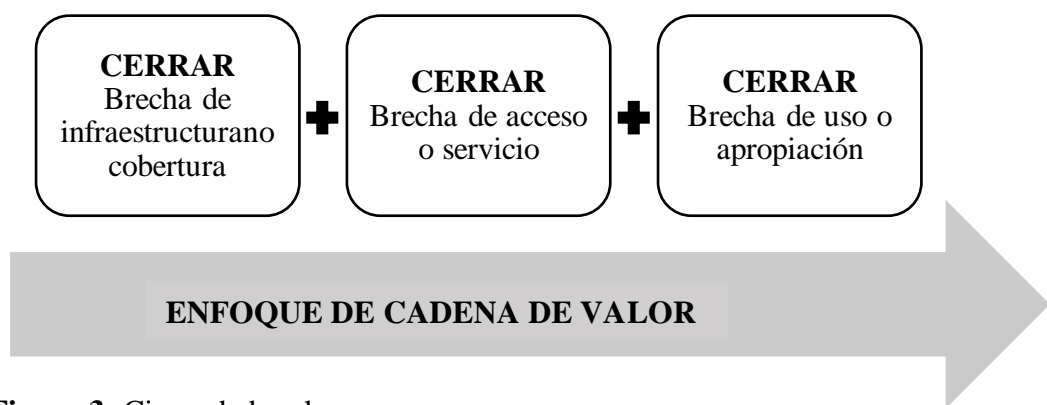 CERRAR
Brecha de
infraestructurano
cobertura
CERRAR
Brecha de acceso
o servicio
CERRAR
Brecha de uso o
apropiación
ENFOQUE DE CADENA DE VALOR